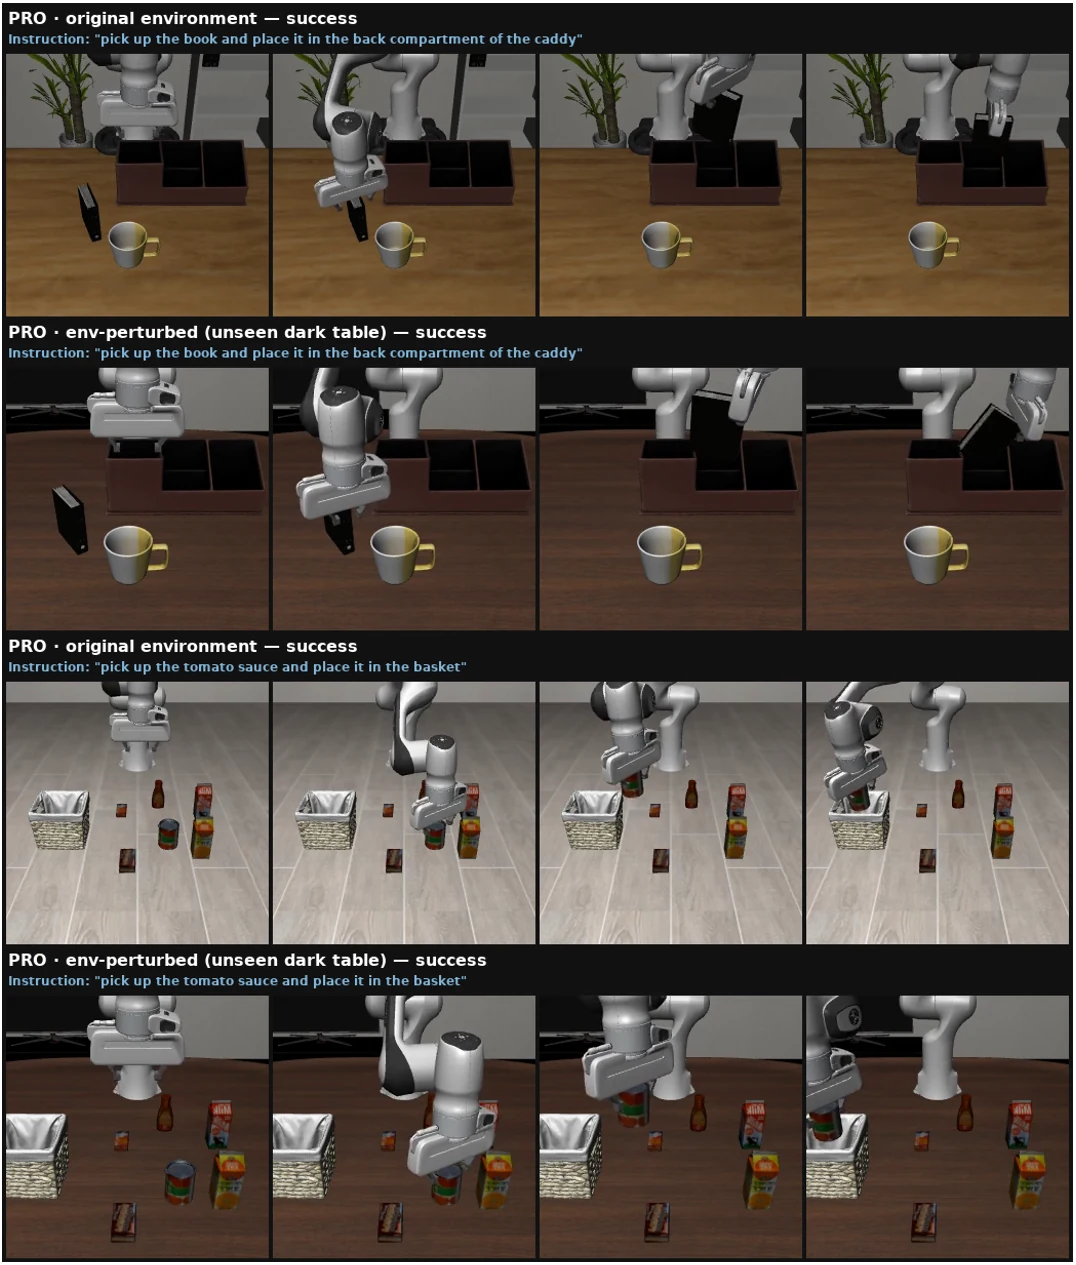 PRO · original environment — success
Instruction: "pick up the book and place it in the back compartment of the caddy"
PRO · env-perturbed (unseen dark table) — success
Instruction: "pick up the book and place it in the back compartment of the caddy"
PRO · original environment — success
Instruction: "pick up the tomato sauce and place it in the basket"
PRO · env-perturbed (unseen dark table) — success
Instruction: "pick up the tomato sauce and place it in the basket"